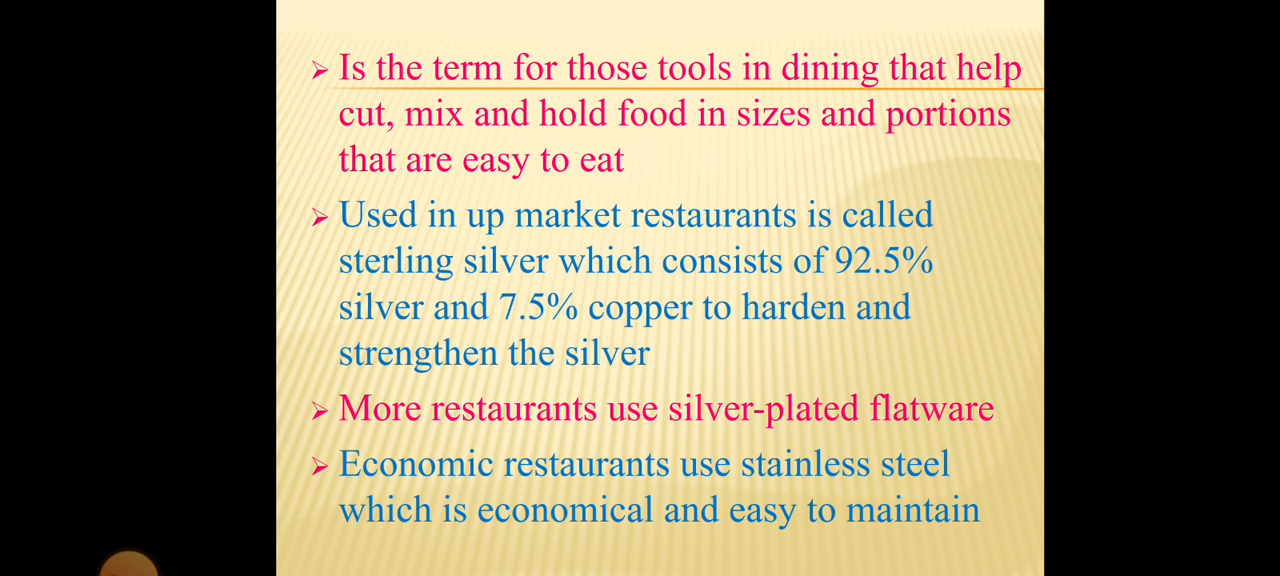 ➢ Is the term for those tools in dining that help
cut, mix and hold food in sizes and portions
that are easy to eat
➢ Used in up market restaurants is called
sterling silver which consists of 92.5%
silver and 7.5% copper to harden and
strengthen the silver
➢ More restaurants use silver-plated flatware
➢ Economic restaurants use stainless steel
which is economical and easy to maintain